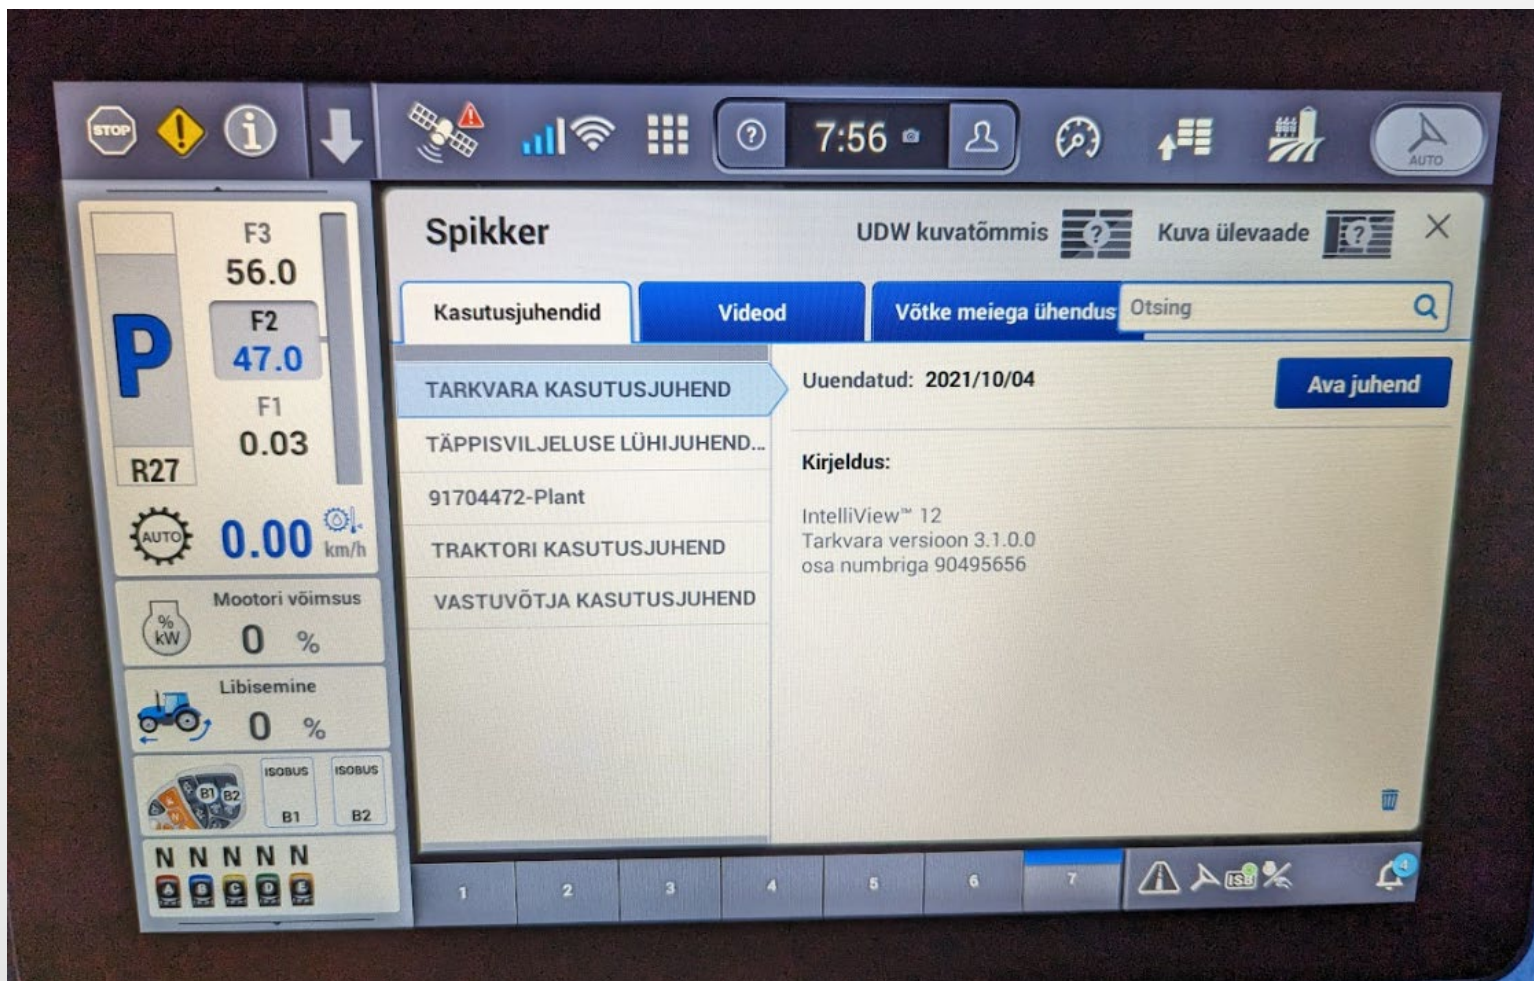 STOP
7:56
AUTO
F3
56.0
F2
47.0
F1
0.03
P
R27
AUTO
0.00 km/h
Mootori võimsus
% kW
0 %
Libisemine
0 %
B1 B2
ISOBUS
B1
ISOBUS
B2
N N N N N
A B C D E
Spikker
UDW kuvatõmmis
Kuva ülevaade
Kasutusjuhendid
Videod
Võtke meiega ühendus
Otsing
TARKVARA KASUTUSJUHEND
TÄPPISVILJELUSE LÜHIJUHEND...
91704472-Plant
TRAKTORI KASUTUSJUHEND
VASTUVÕTJA KASUTUSJUHEND
Uuendatud: 2021/10/04
Ava juhend
Kirjeldus:
IntelliView™ 12
Tarkvara versioon 3.1.0.0
osa numbriga 90495656
1 2 3 4 5 6 7
ISB
4